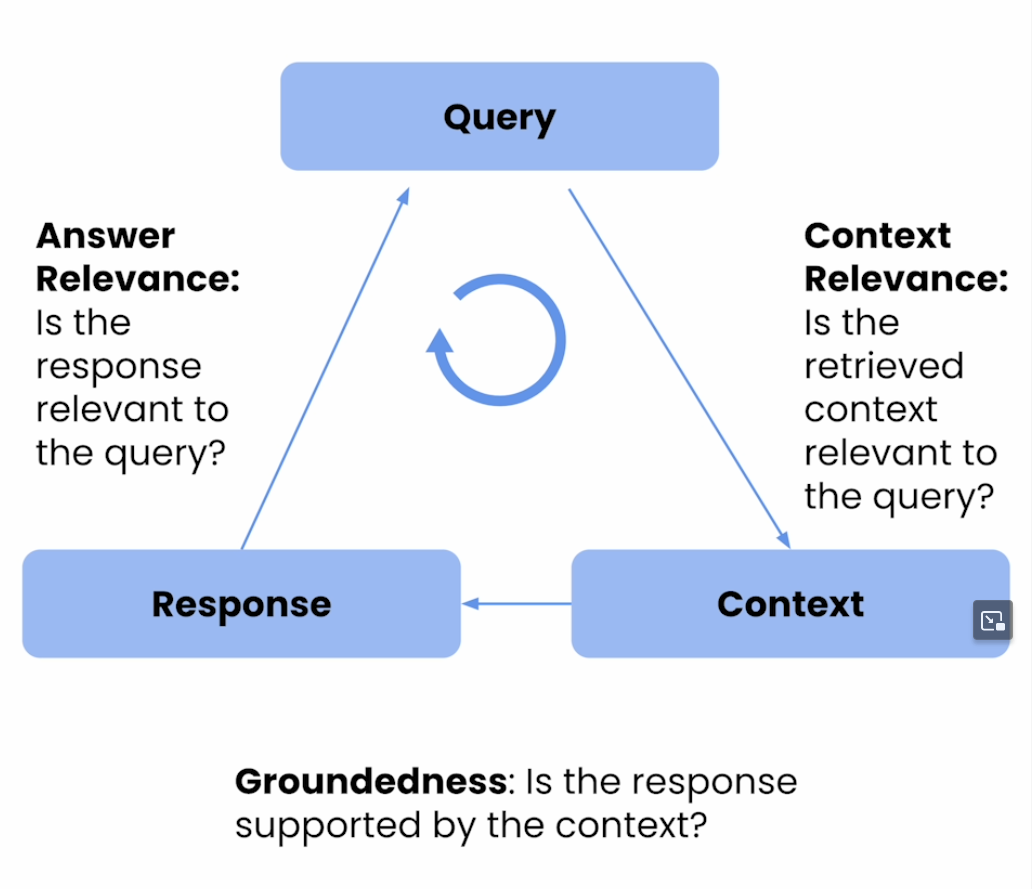 Query
Answer
Relevance:
Is the
response
relevant to
the query?
Context
Relevance:
Is the
retrieved
context
relevant to
the query?
Response
Context
Groundedness: Is the response
supported by the context?